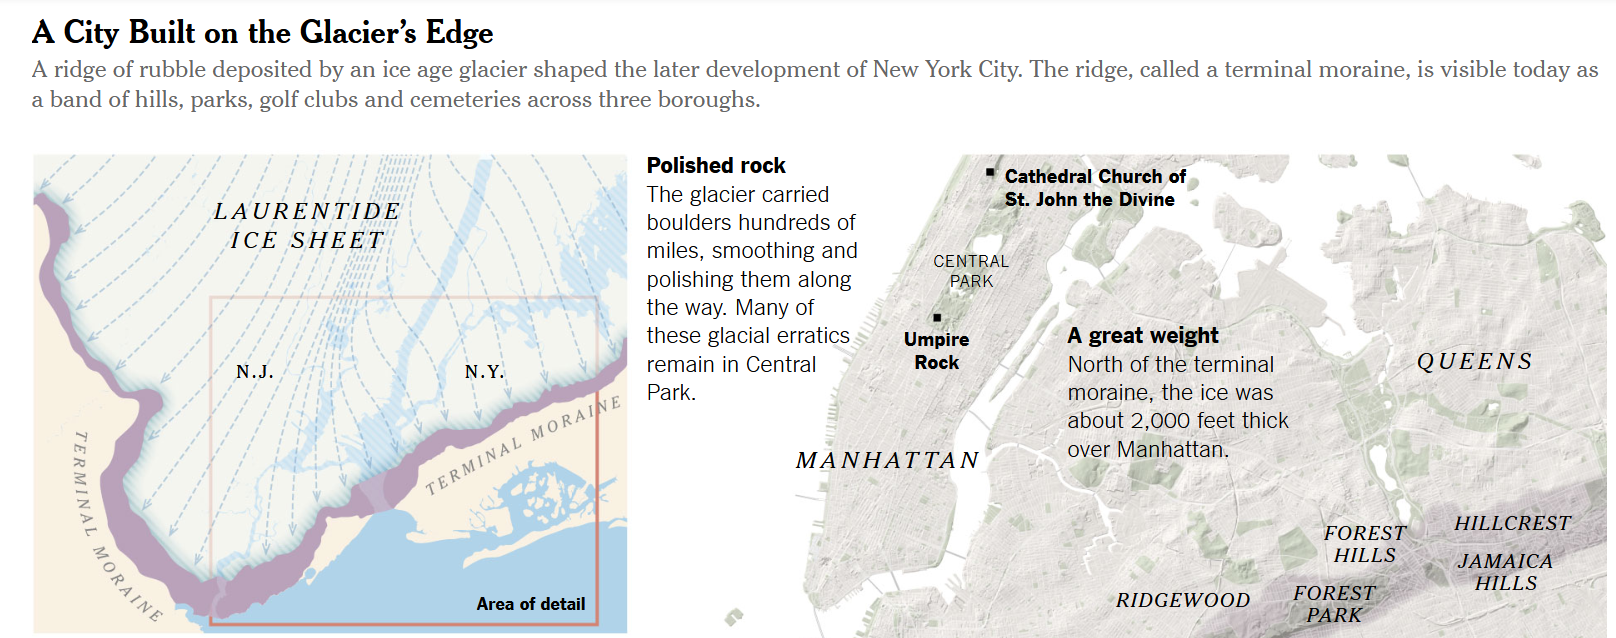 A City Built on the Glacier's Edge
A ridge of rubble deposited by an ice age glacier shaped the later development of New York City. The ridge, called a terminal moraine, is visible today as
a band of hills, parks, golf clubs and cemeteries across three boroughs.
LAURENTIDE
ICE SHEET
N.J.
N.Y.
TERMINAL MORAINE
TERMINAL MORAINE
Area of detail
Polished rock
The glacier carried
boulders hundreds of
miles, smoothing and
polishing them along
the way. Many of
these glacial erratics
remain in Central
Park.
Cathedral Church of
St. John the Divine
CENTRAL
PARK
Umpire
Rock
A great weight
North of the terminal
moraine, the ice was
about 2,000 feet thick
over Manhattan.
QUEENS
MANHATTAN
HILLCREST
FOREST
HILLS
JAMAICA
HILLS
RIDGEWOOD
FOREST
PARK